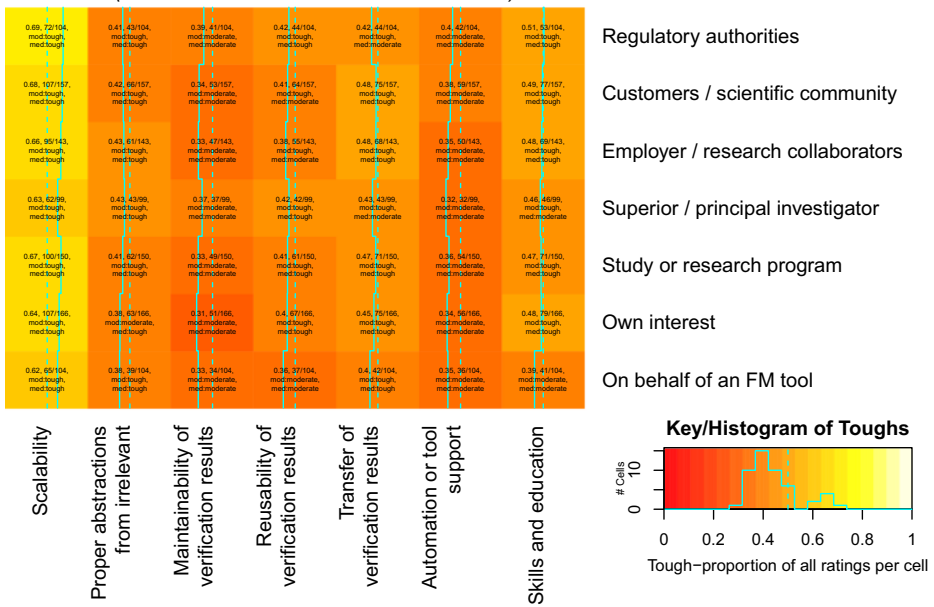 0.69, 72/104,
mod:tough,
med:tough
0.41, 43/104,
mod:tough,
med:tough
0.39, 41/104,
mod:moderate,
med:moderate
0.42, 44/104,
mod:tough,
med:tough
0.42, 44/104,
mod:tough,
med:moderate
0.4, 42/104,
mod:tough,
med:moderate
0.51, 53/104,
mod:tough,
med:tough
Regulatory authorities
0.68, 107/157,
mod:tough,
med:tough
0.42, 66/157,
mod:tough,
med:tough
0.34, 53/157,
mod:moderate,
med:moderate
0.41, 64/157,
mod:tough,
med:moderate
0.48, 75/157,
mod:tough,
med:tough
0.38, 59/157,
mod:moderate,
med:moderate
0.49, 77/157,
mod:tough,
med:tough
Customers / scientific community
0.66, 95/143,
mod:tough,
med:tough
0.43, 61/143,
mod:tough,
med:tough
0.33, 47/143,
mod:moderate,
med:moderate
0.38, 55/143,
mod:moderate,
med:moderate
0.48, 68/143,
mod:tough,
med:tough
0.35, 50/143,
mod:moderate,
med:moderate
0.48, 69/143,
mod:tough,
med:tough
Employer / research collaborators
0.63, 62/99,
mod:tough,
med:tough
0.43, 43/99,
mod:tough,
med:tough
0.37, 37/99,
mod:moderate,
med:moderate
0.42, 42/99,
mod:tough,
med:tough
0.43, 43/99,
mod:tough,
med:moderate
0.32, 32/99,
mod:moderate,
med:moderate
0.46, 46/99,
mod:tough,
med:moderate
Superior / principal investigator
0.67, 100/150,
mod:tough,
med:tough
0.41, 62/150,
mod:tough,
med:tough
0.33, 49/150,
mod:moderate,
med:moderate
0.41, 61/150,
mod:tough,
med:moderate
0.47, 71/150,
mod:tough,
med:tough
0.36, 54/150,
mod:moderate,
med:moderate
0.47, 71/150,
mod:tough,
med:tough
Study or research program
0.64, 107/166,
mod:tough,
med:tough
0.38, 63/166,
mod:moderate,
med:tough
0.31, 51/166,
mod:moderate,
med:moderate
0.4, 67/166,
mod:tough,
med:moderate
0.45, 75/166,
mod:tough,
med:tough
0.34, 56/166,
mod:moderate,
med:moderate
0.48, 79/166,
mod:tough,
med:tough
Own interest
0.62, 65/104,
mod:tough,
med:tough
0.38, 39/104,
mod:tough,
med:tough
0.33, 34/104,
mod:moderate,
med:moderate
0.36, 37/104,
mod:moderate,
med:moderate
0.4, 42/104,
mod:tough,
med:moderate
0.35, 36/104,
mod:moderate,
med:moderate
0.39, 41/104,
mod:moderate,
med:moderate
On behalf of an FM tool
Scalability
Proper abstractions
from irrelevant
Maintainability of
verification results
Reusability of
verification results
Transfer of
verification results
Automation or tool
support
Skills and education
Key/Histogram of Toughs
# Cells
0 10
0 0.2 0.4 0.6 0.8 1
Tough−proportion of all ratings per cell